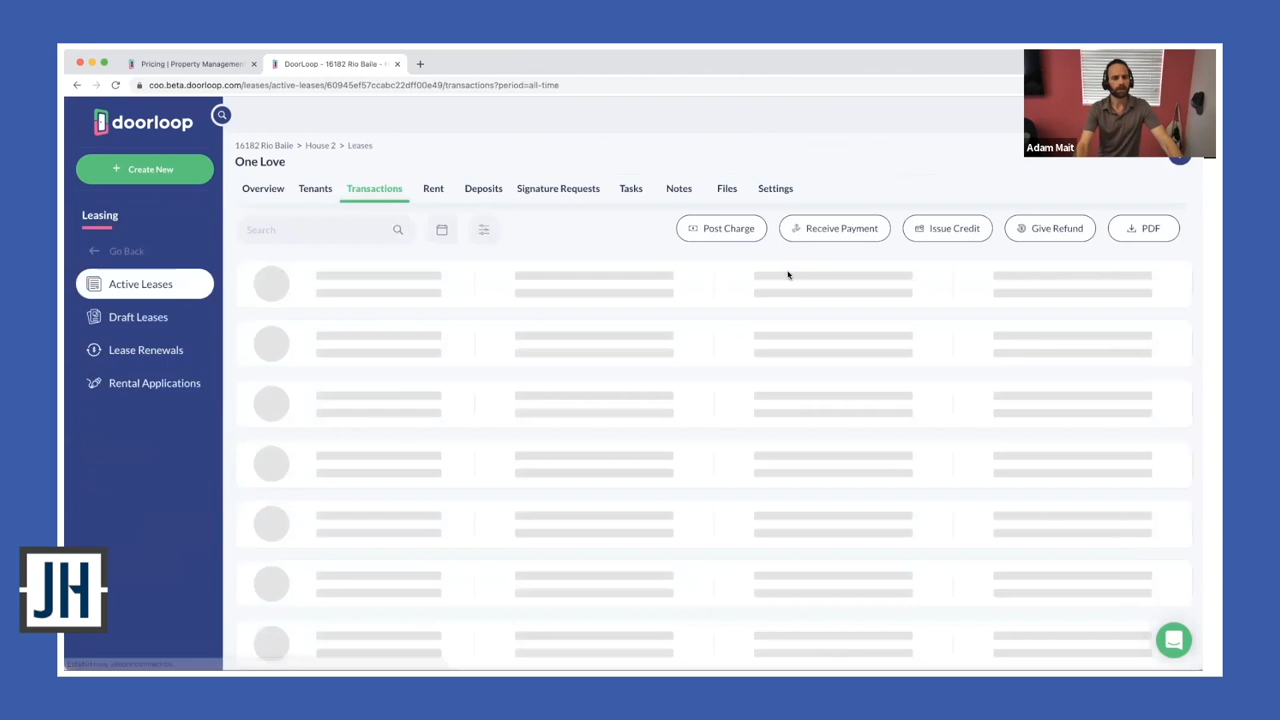 Pricing | Property Managemen
DoorLoop - 16182 Rio Baile -
coo.beta.doorloop.com/leases/active-leases/60945ef57ccabc22dff00e49/transactions?period=all-time
Adam Mait
doorloop
Create New
Leasing
Go Back
Active Leases
Draft Leases
Lease Renewals
Rental Applications
16182 Rio Baile > House 2 > Leases
One Love
Overview Tenants Transactions Rent Deposits Signature Requests Tasks Notes Files Settings
Search
Post Charge Receive Payment Issue Credit Give Refund PDF
JH